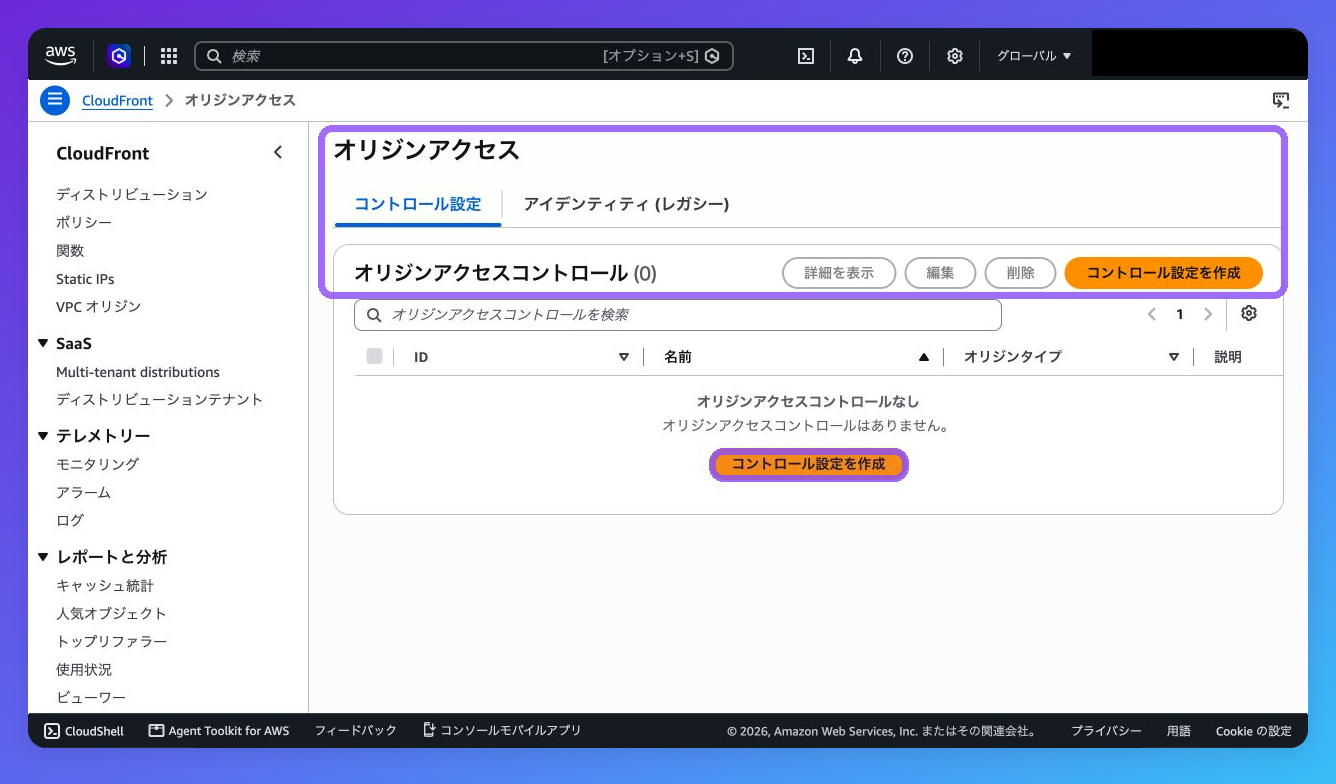 aws 検索 [オプション+S] グローバル
CloudFront オリジンアクセス
CloudFront
ディストリビューション
ポリシー
関数
Static IPs
VPC オリジン
SaaS
Multi-tenant distributions
ディストリビューションテナント
テレメトリー
モニタリング
アラーム
ログ
レポートと分析
キャッシュ統計
人気オブジェクト
トップリファラー
使用状況
ビューワー
オリジンアクセス
コントロール設定 アイデンティティ (レガシー)
オリジンアクセスコントロール (0) 詳細を表示 編集 削除 コントロール設定を作成
オリジンアクセスコントロールを検索 1
ID 名前 オリジンタイプ 説明
オリジンアクセスコントロールなし
オリジンアクセスコントロールはありません。
コントロール設定を作成
CloudShell Agent Toolkit for AWS フィードバック コンソールモバイルアプリ © 2026, Amazon Web Services, Inc. またはその関連会社。 プライバシー 用語 Cookie の設定